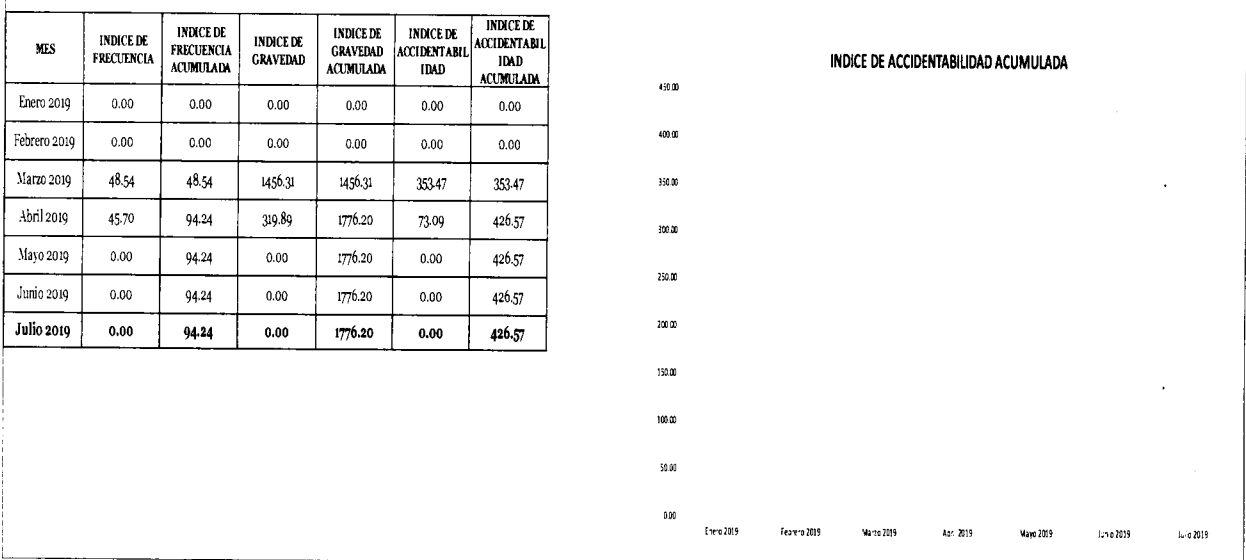 MES
INDICE DE
FRECUENCIA
INDICE DE
FRECUENCIA
ACUMULADA
INDICE DE
GRAVEDAD
INDICE DE
GRAVEDAD
ACUMULADA
INDICE DE
ACCIDENTABIL
IDAD
INDICE DE
ACCIDENTABIL
IDAD
ACUMULADA
Enero 2019 0.00 0.00 0.00 0.00 0.00 0.00
Febrero 2019 0.00 0.00 0.00 0.00 0.00 0.00
Marzo 2019 48.54 48.54 1456.31 1456.31 353.47 353.47
Abril 2019 45.70 94.24 319.89 1776.20 73.09 426.57
Mayo 2019 0.00 94.24 0.00 1776.20 0.00 426.57
Junio 2019 0.00 94.24 0.00 1776.20 0.00 426.57
Julio 2019 0.00 94.24 0.00 1776.20 0.00 426.57
INDICE DE ACCIDENTABILIDAD ACUMULADA
450.00
400.00
350.00
300.00
250.00
200.00
150.00
100.00
50.00
0.00
Enero 2019 Febrero 2019 Marzo 2019 Abril 2019 Mayo 2019 Junio 2019 Julio 2019